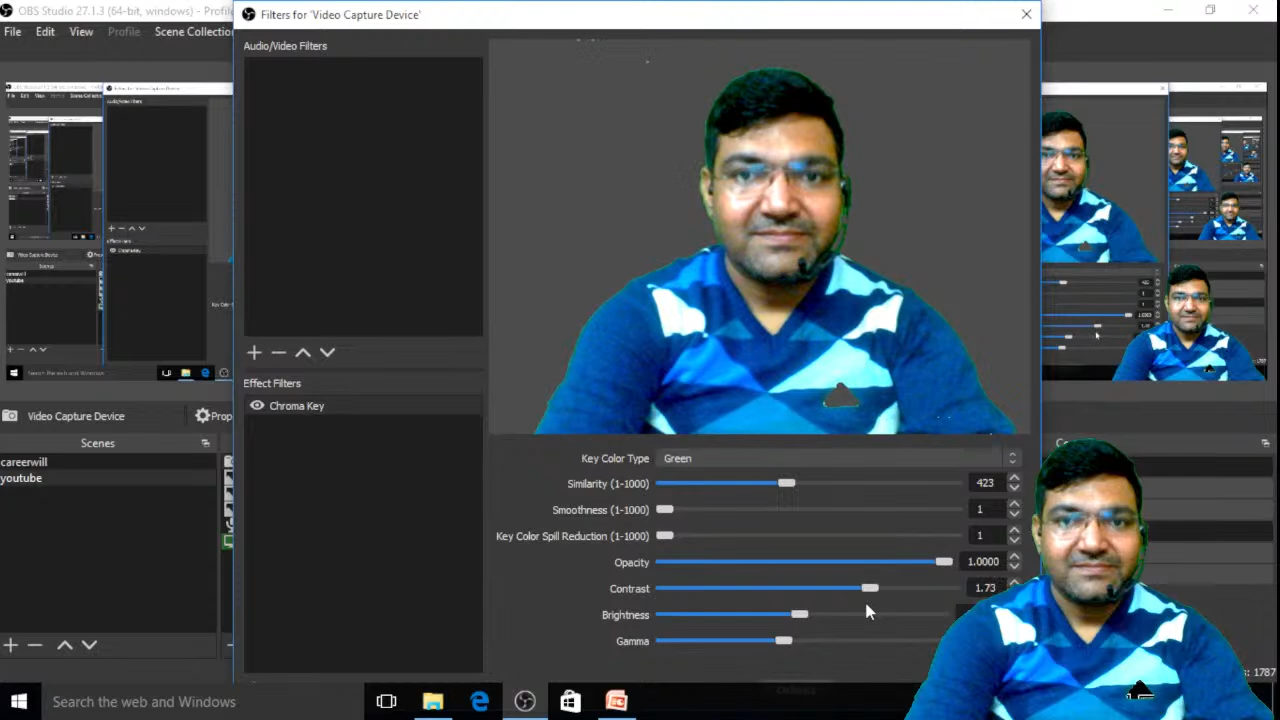 OBS Studio 27.1.3 (64-bit, windows) - Profile
Filters for 'Video Capture Device'
File Edit View Profile Scene Collection
Audio/Video Filters
Effect Filters
Chroma Key
Video Capture Device
Scenes
careerwill
youtube
Key Color Type Green
Similarity (1-1000) 423
Smoothness (1-1000) 1
Key Color Spill Reduction (1-1000) 1
Opacity 1.0000
Contrast 1.73
Brightness
Gamma
1787
Search the web and Windows